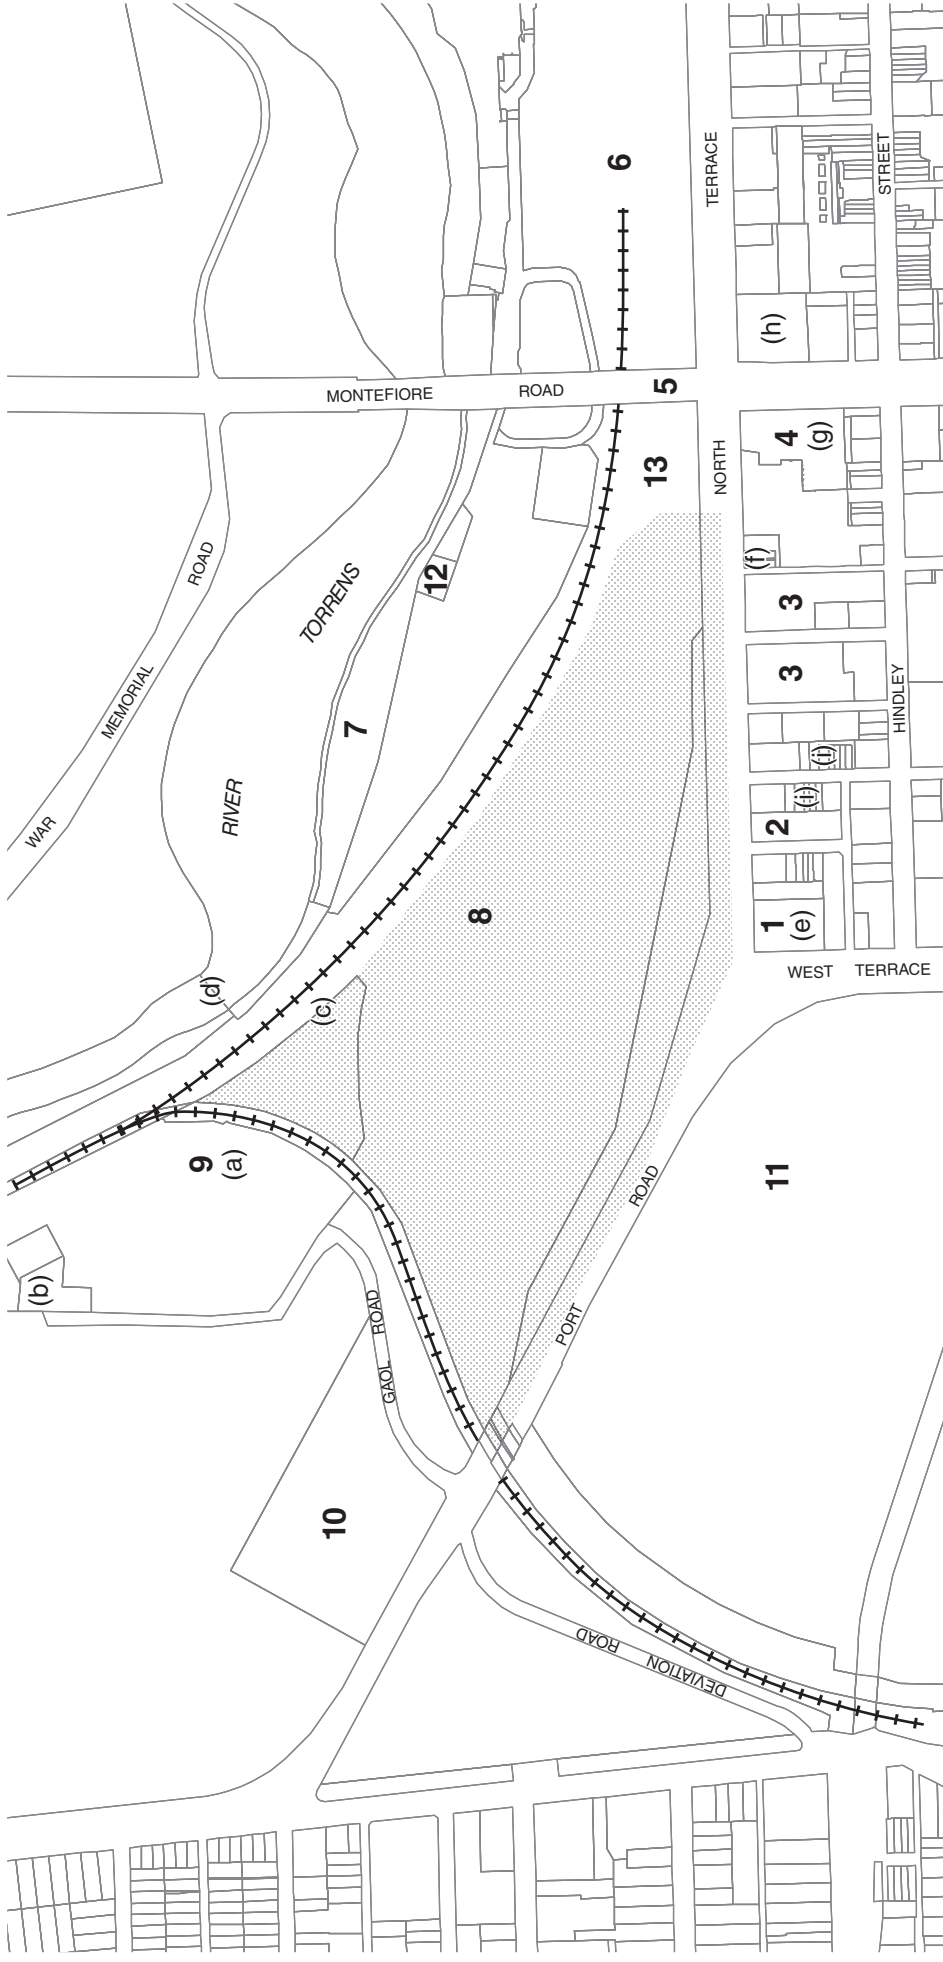 6
TERRACE
STREET
(h)
MONTEFIORE
ROAD
5
4
(g)
13
NORTH
ROAD
MEMORIAL
WAR
TORRENS
RIVER
12
7
(f)
3
3
HINDLEY
(i)
(i)
2
8
1
(e)
WEST
TERRACE
(d)
(c)
9
(a)
(b)
11
ROAD
PORT
ROAD
GAOL
10
ROAD
DEVIATION